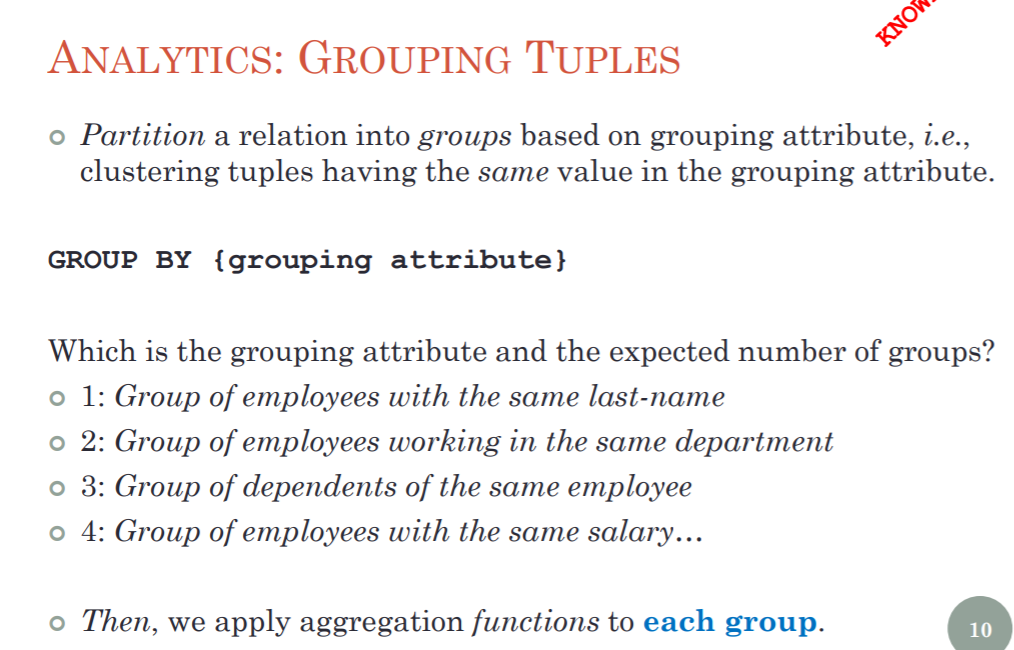 ANALYTICS: GROUPING TUPLES
Partition a relation into groups based on grouping attribute, i.e.,
clustering tuples having the same value in the grouping attribute.
GROUP BY {grouping attribute}
Which is the grouping attribute and the expected number of groups?
1: Group of employees with the same last-name
2: Group of employees working in the same department
3: Group of dependents of the same employee
4: Group of employees with the same salary…
Then, we apply aggregation functions to each group.
10